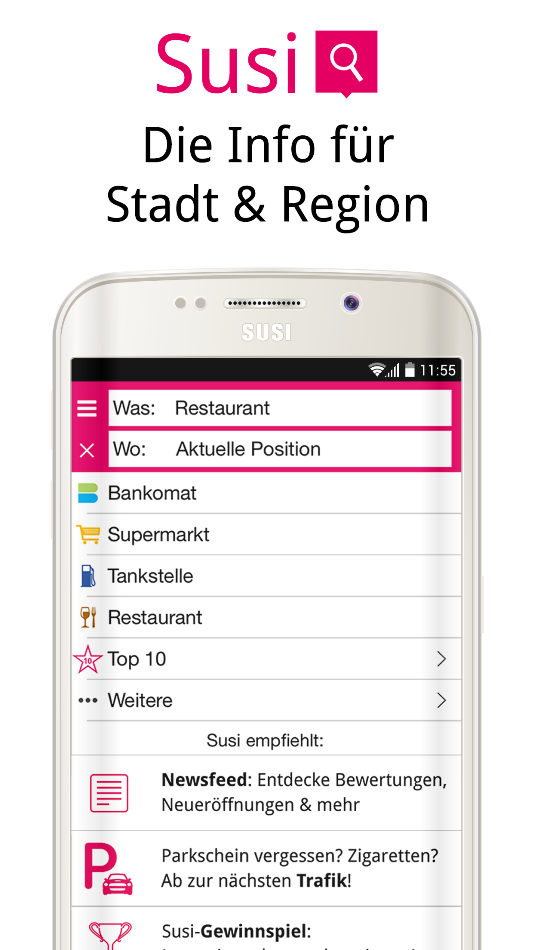 Susi
Die Info für
Stadt & Region
SUSI
11:55
Was: Restaurant
Wo: Aktuelle Position
Bankomat
Supermarkt
Tankstelle
Restaurant
10 Top 10
Weitere
Susi empfiehlt:
Newsfeed: Entdecke Bewertungen,
Neueröffnungen & mehr
P
Parkschein vergessen? Zigaretten?
Ab zur nächsten Trafik!
Susi-Gewinnspiel: